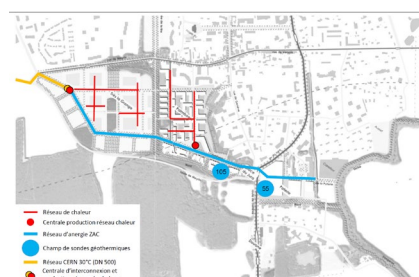 105
55
Réseau de chaleur
Centrale production réseau chaleur
Réseau d'énergie ZAC
Champ de sondes géothermiques
Réseau CERN 30°C (DN 500)
Centrale d'interconnexion et